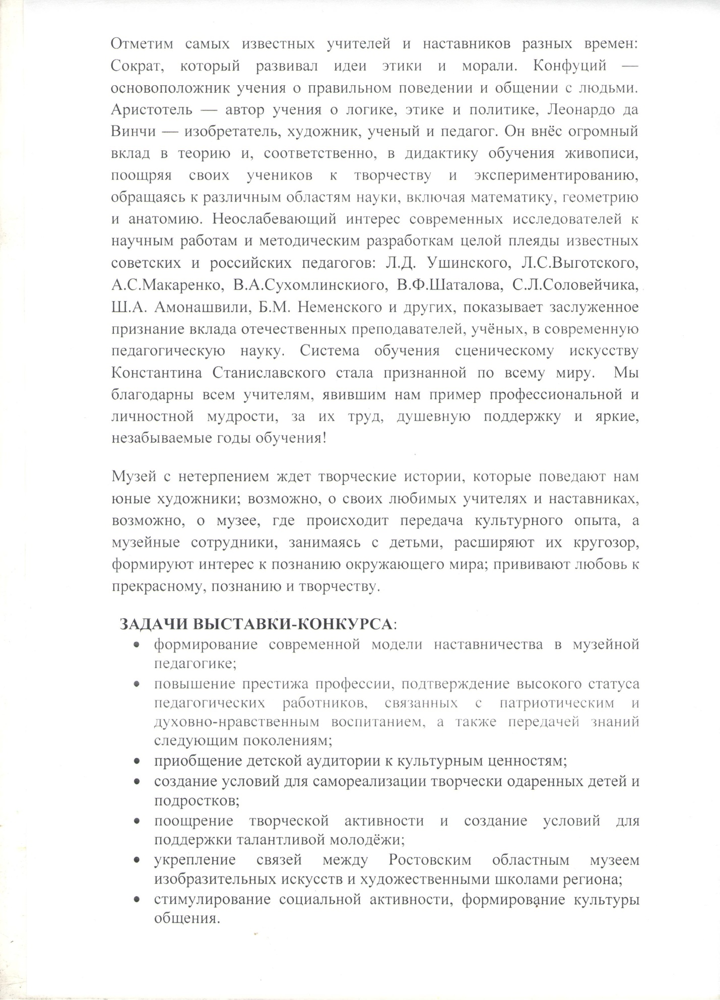 Отметим самых известных учителей и наставников разных времен:
Сократ, который развивал идеи этики и морали. Конфуций —
основоположник учения о правильном поведении и общении с людьми.
Аристотель — автор учения о логике, этике и политике, Леонардо да
Винчи — изобретатель, художник, ученый и педагог. Он внёс огромный
вклад в теорию и, соответственно, в дидактику обучения живописи,
поощряя своих учеников к творчеству и экспериментированию,
обращаясь к различным областям науки, включая математику, геометрию
и анатомию. Неослабевающий интерес современных исследователей к
научным работам и методическим разработкам целой плеяды известных
советских и российских педагогов: Л.Д. Ушинского, Л.С.Выготского,
А.С.Макаренко, В.А.Сухомлинскиого, В.Ф.Шаталова, С.Л.Соловейчика,
Ш.А. Амонашвили, Б.М. Неменского и других, показывает заслуженное
признание вклада отечественных преподавателей, учёных, в современную
педагогическую науку. Система обучения сценическому искусству
Константина Станиславского стала признанной по всему миру. Мы
благодарны всем учителям, явившим нам пример профессиональной и
личностной мудрости, за их труд, душевную поддержку и яркие,
незабываемые годы обучения!
Музей с нетерпением ждет творческие истории, которые поведают нам
юные художники; возможно, о своих любимых учителях и наставниках,
возможно, о музее, где происходит передача культурного опыта, а
музейные сотрудники, занимаясь с детьми, расширяют их кругозор,
формируют интерес к познанию окружающего мира; прививают любовь к
прекрасному, познанию и творчеству.
ЗАДАЧИ ВЫСТАВКИ-КОНКУРСА:
• формирование современной модели наставничества в музейной
педагогике;
• повышение престижа профессии, подтверждение высокого статуса
педагогических работников, связанных с патриотическим и
духовно-нравственным воспитанием, а также передачей знаний
следующим поколениям;
• приобщение детской аудитории к культурным ценностям;
• создание условий для самореализации творчески одаренных детей и
подростков;
• поощрение творческой активности и создание условий для
поддержки талантливой молодёжи;
• укрепление связей между Ростовским областным музеем
изобразительных искусств и художественными школами региона;
• стимулирование социальной активности, формирование культуры
общения.